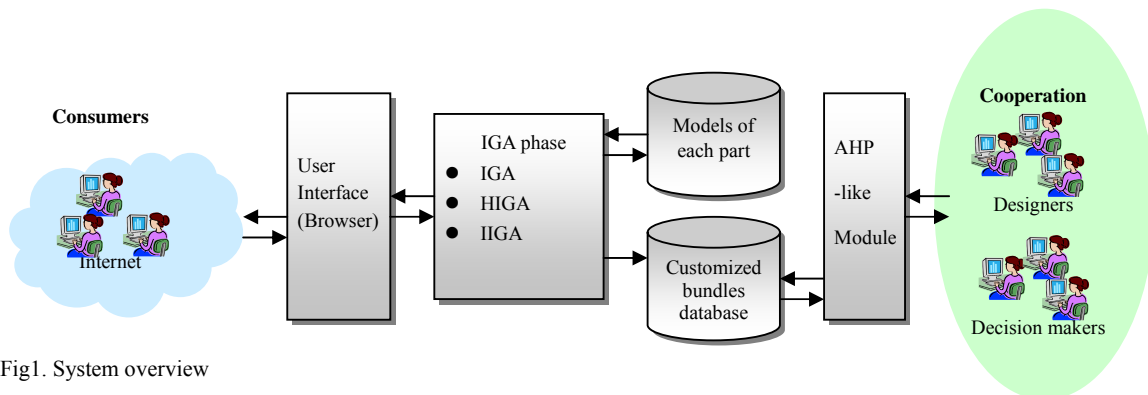 Consumers
Internet
User
Interface
(Browser)
IGA phase
● IGA
● HIGA
● IIGA
Models of
each part
Customized
bundles
database
AHP
-like
Module
Cooperation
Designers
Decision makers
Fig1. System overview